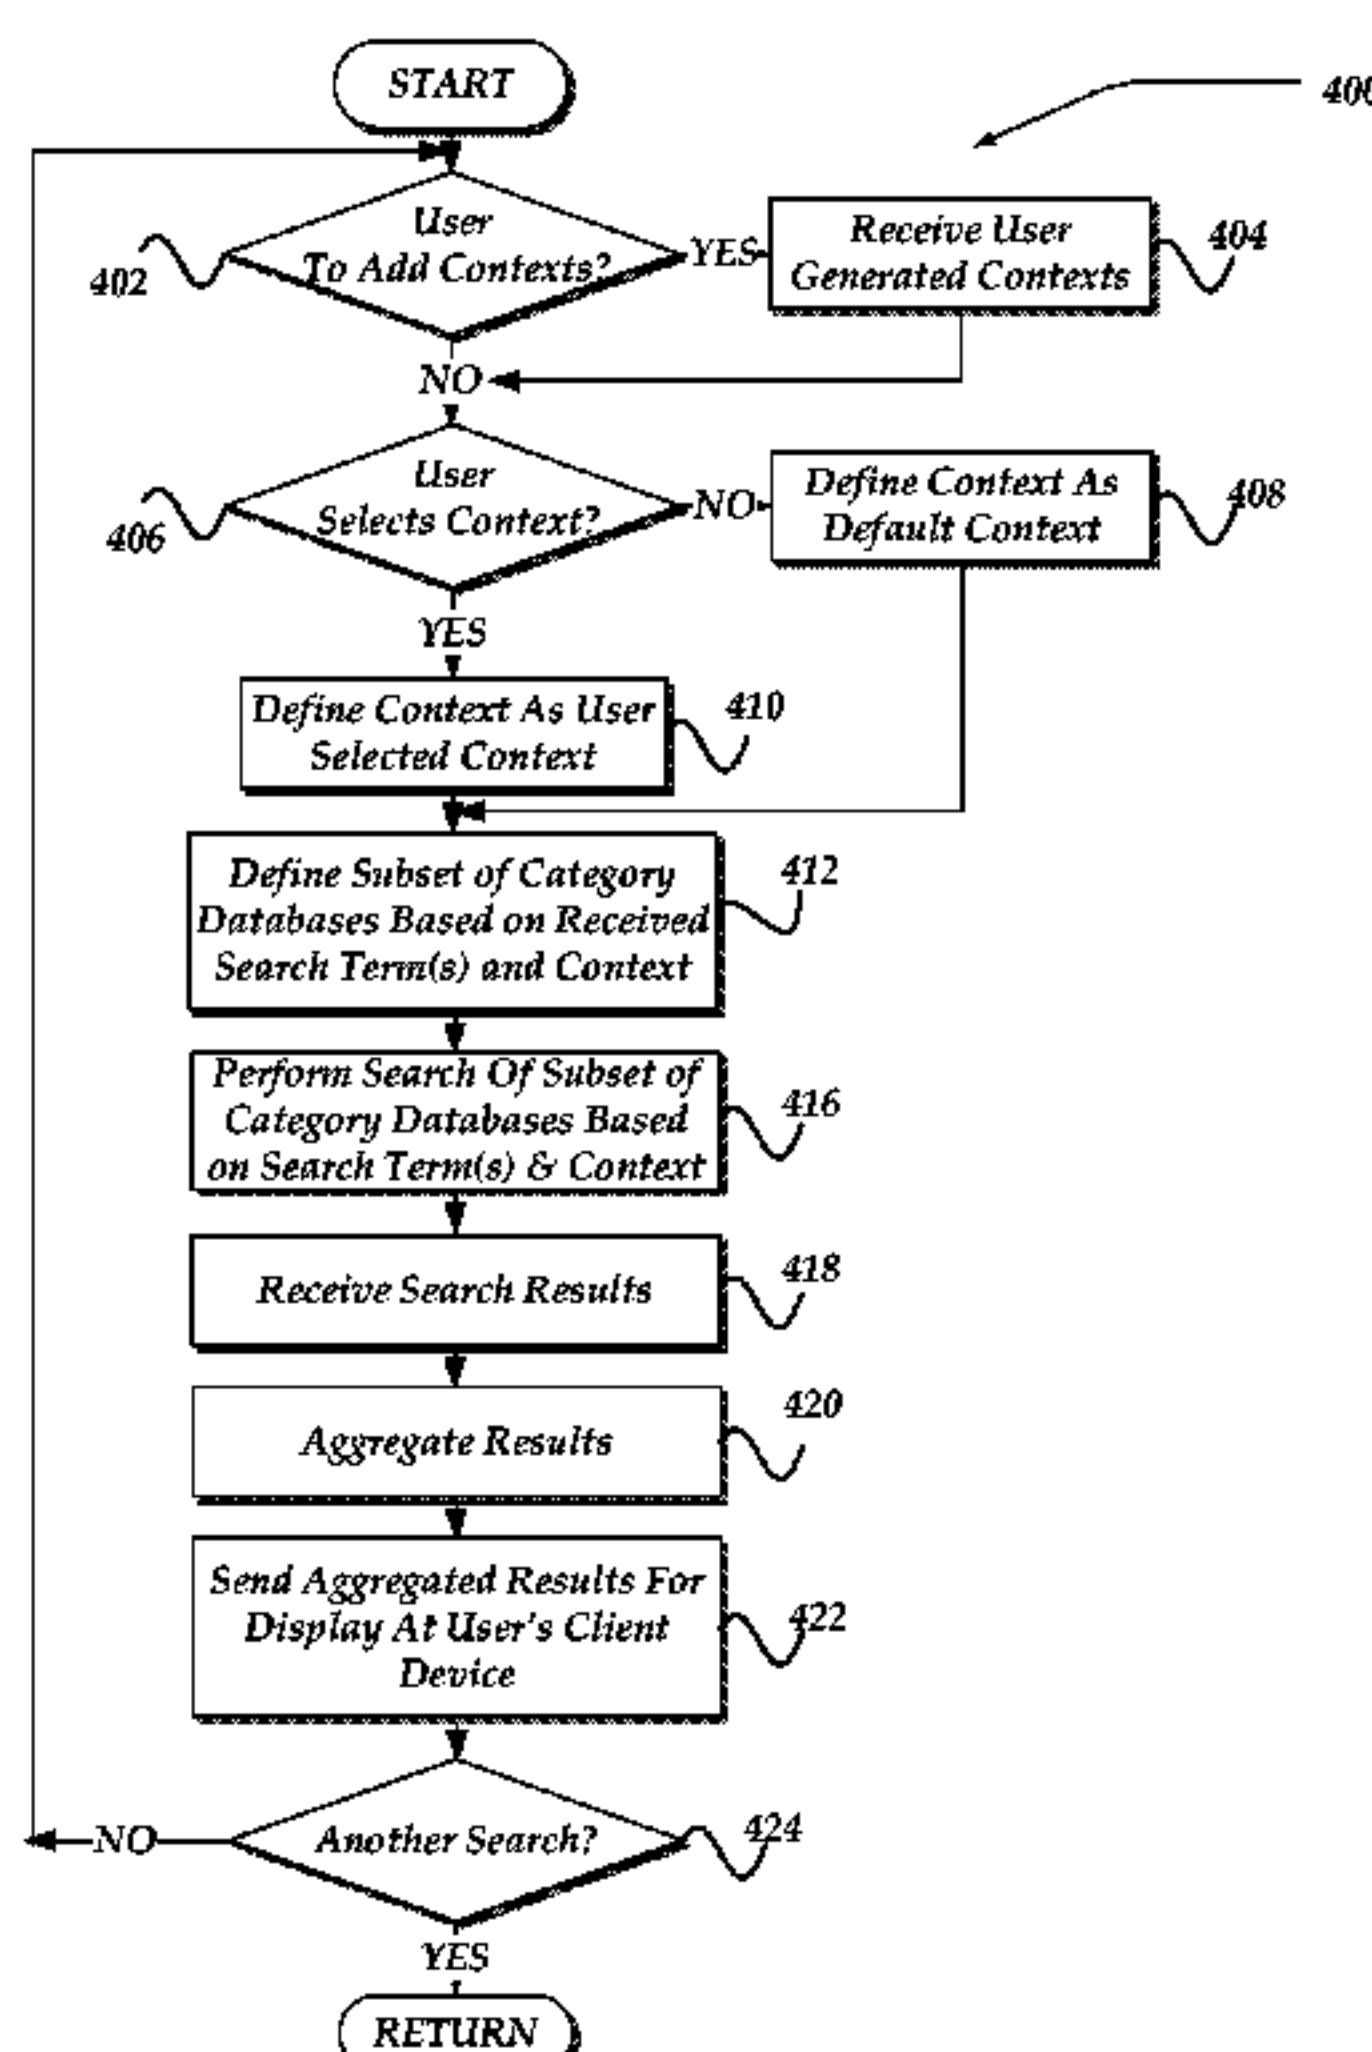 START
400
User
To Add Contexts?
YES
Receive User
Generated Contexts
404
402
NO
User
Selects Context?
NO
Define Context As
Default Context
408
406
YES
Define Context As User
Selected Context
410
Define Subset of Category
Databases Based on Received
Search Term(s) and Context
412
Perform Search Of Subset of
Category Databases Based
on Search Term(s) & Context
416
Receive Search Results
418
Aggregate Results
420
Send Aggregated Results For
Display At User's Client
Device
422
Another Search?
424
NO
YES
RETURN